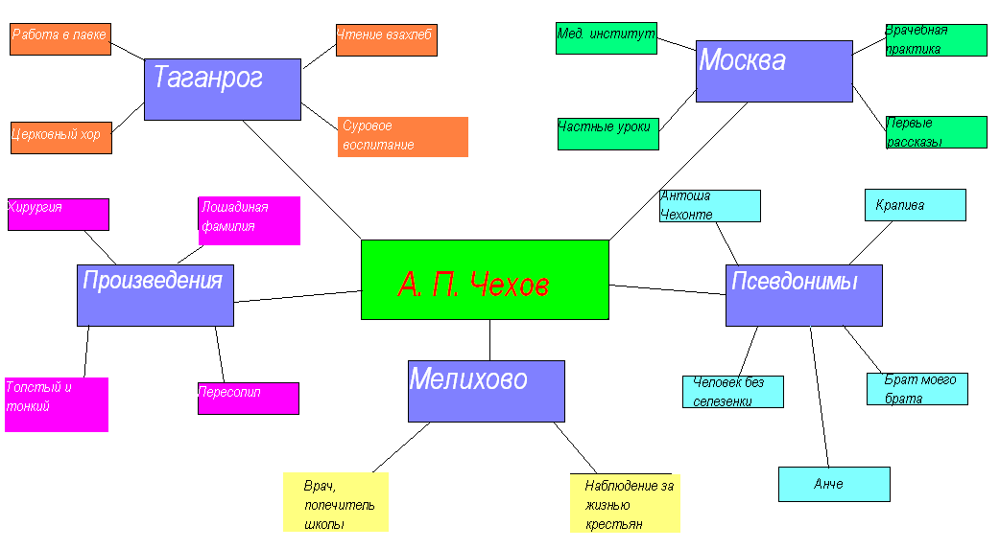 Работа в лавке
Чтение взахлеб
Таганрог
Церковный хор
Суровое
воспитание
Мед. институт
Врачебная
практика
Москва
Частные уроки
Первые
рассказы
Хирургия
Лошадиная
фамилия
Произведения
Толстый и
тонкий
Пересолил
А. П. Чехов
Антоша
Чехонте
Крапива
Псевдонимы
Человек без
селезенки
Брат моего
брата
Анче
Мелихово
Врач,
попечитель
школы
Наблюдение за
жизнью
крестьян